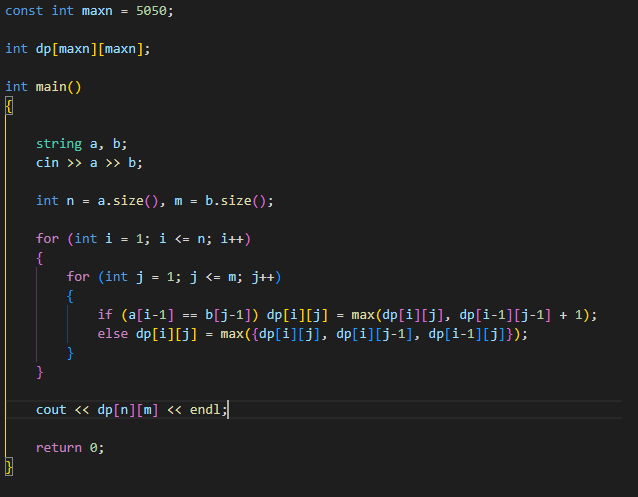 const int maxn = 5050;
int dp[maxn][maxn];
int main()
{
string a, b;
cin >> a >> b;
int n = a.size(), m = b.size();
for (int i = 1; i <= n; i++)
{
for (int j = 1; j <= m; j++)
{
if (a[i-1] == b[j-1]) dp[i][j] = max(dp[i][j], dp[i-1][j-1] + 1);
else dp[i][j] = max({dp[i][j], dp[i][j-1], dp[i-1][j]});
}
}
cout << dp[n][m] << endl;
return 0;
}